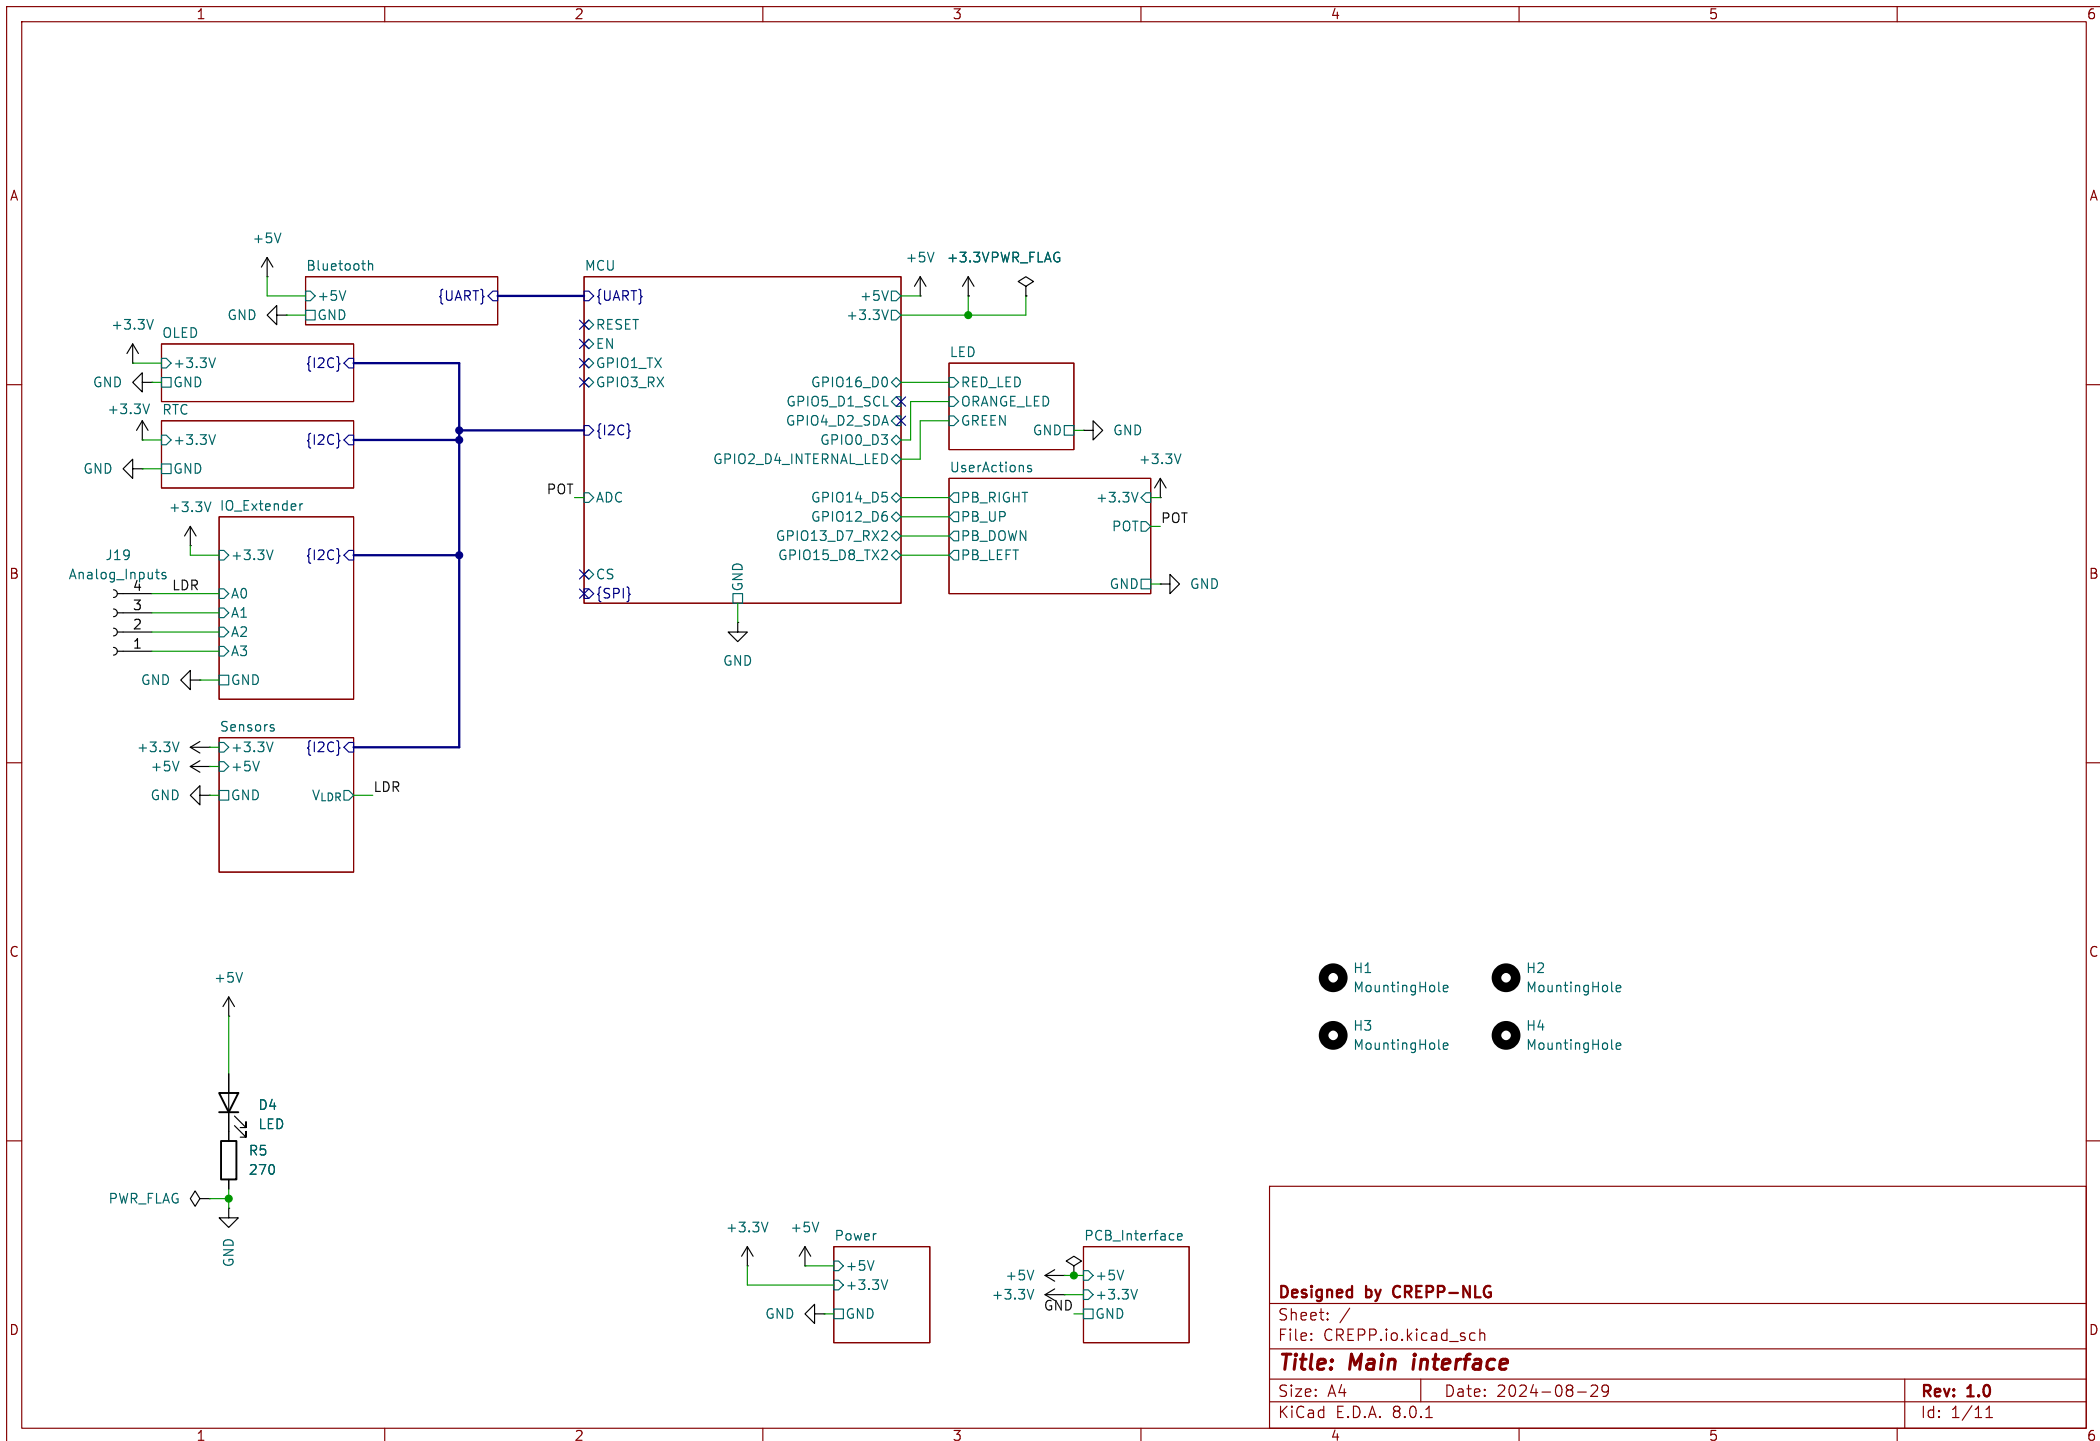 1 2 3 4 5 6
A A
B B
C C
D D
+5V
Bluetooth
+5V {UART}
GND GND
+3.3V OLED
+3.3V {I2C}
GND GND
+3.3V RTC
+3.3V {I2C}
GND GND
+3.3V IO_Extender
J19 +3.3V {I2C}
Analog_Inputs
4 LDR A0
3 A1
2 A2
1 A3
GND GND
Sensors
+3.3V +3.3V {I2C}
+5V +5V
GND GND VLDR LDR
MCU
{UART}
RESET
EN
GPIO1_TX
GPIO3_RX
{I2C}
POT ADC
CS
{SPI}
+5V
+3.3V
GPIO16_D0
GPIO5_D1_SCL
GPIO4_D2_SDA
GPIO0_D3
GPIO2_D4_INTERNAL_LED
GPIO14_D5
GPIO12_D6
GPIO13_D7_RX2
GPIO15_D8_TX2
GND
GND
+5V +3.3V PWR_FLAG
LED
RED_LED
ORANGE_LED
GREEN
GND GND
UserActions +3.3V
PB_RIGHT +3.3V
PB_UP POT POT
PB_DOWN
PB_LEFT
GND GND
+5V
D4
LED
R5
270
PWR_FLAG
GND
H1
MountingHole
H2
MountingHole
H3
MountingHole
H4
MountingHole
+3.3V +5V Power
+5V
+3.3V
GND GND
PCB_Interface
+5V +5V
+3.3V +3.3V
GND GND
Designed by CREPP-NLG
Sheet: /
File: CREPP.io.kicad_sch
Title: Main interface
Size: A4 Date: 2024-08-29 Rev: 1.0
KiCad E.D.A. 8.0.1 Id: 1/11
1 2 3 4 5 6